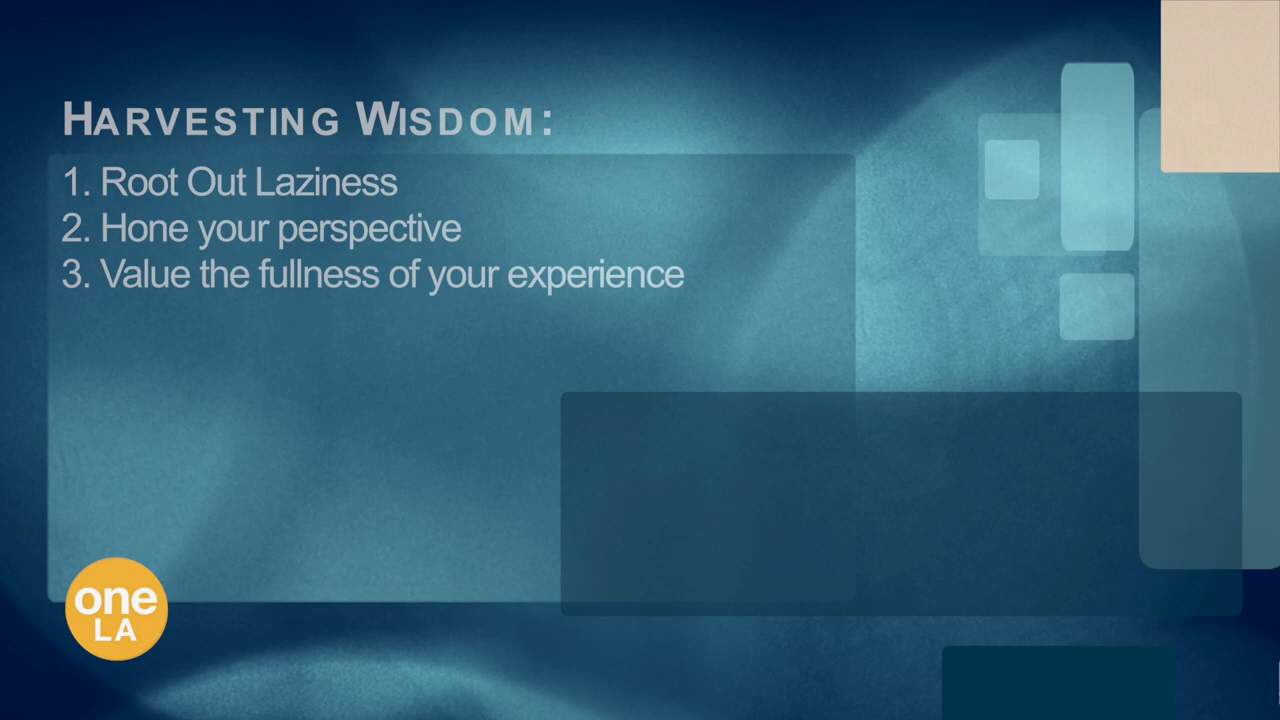 HARVESTING WISDOM:
1. Root Out Laziness
2. Hone your perspective
3. Value the fullness of your experience
one
LA